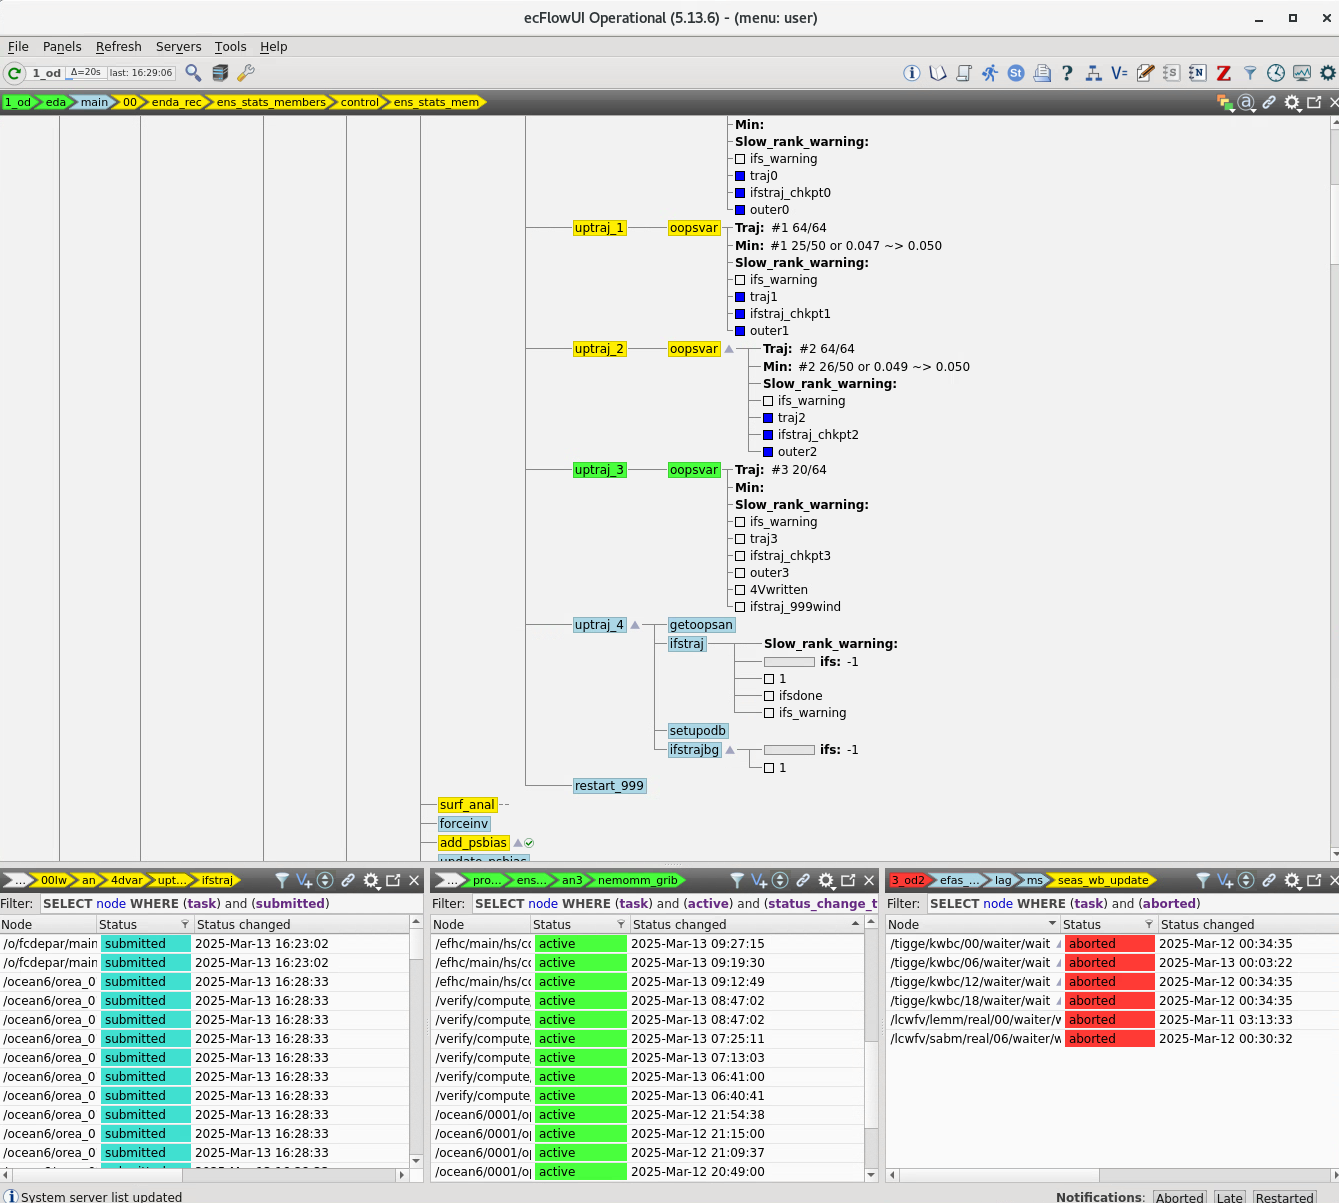 ecFlowUI Operational (5.13.6) - (menu: user)
File Panels Refresh Servers Tools Help
1_od Δ=20s last: 16:29:06
1_od eda main 00 enda_rec ens_stats_members control ens_stats_mem
Min:
Slow_rank_warning:
ifs_warning
traj0
ifstraj_chkpt0
outer0
uptraj_1 oopsvar Traj: #1 64/64
Min: #1 25/50 or 0.047 ~> 0.050
Slow_rank_warning:
ifs_warning
traj1
ifstraj_chkpt1
outer1
uptraj_2 oopsvar Traj: #2 64/64
Min: #2 26/50 or 0.049 ~> 0.050
Slow_rank_warning:
ifs_warning
traj2
ifstraj_chkpt2
outer2
uptraj_3 oopsvar Traj: #3 20/64
Min:
Slow_rank_warning:
ifs_warning
traj3
ifstraj_chkpt3
outer3
4Vwritten
ifstraj_999wind
uptraj_4 getoopsan
ifstraj Slow_rank_warning:
ifs: -1
1
ifsdone
ifs_warning
setupodb
ifstrajbg ifs: -1
1
restart_999
surf_anal
forceinv
add_psbias
update_psbias
... 00lw an 4dvar upt... ifstraj
Filter: SELECT node WHERE (task) and (submitted)
Node Status Status changed
/o/fcdepar/main submitted 2025-Mar-13 16:23:02
/o/fcdepar/main submitted 2025-Mar-13 16:23:02
/ocean6/orea_0 submitted 2025-Mar-13 16:28:33
/ocean6/orea_0 submitted 2025-Mar-13 16:28:33
/ocean6/orea_0 submitted 2025-Mar-13 16:28:33
/ocean6/orea_0 submitted 2025-Mar-13 16:28:33
/ocean6/orea_0 submitted 2025-Mar-13 16:28:33
/ocean6/orea_0 submitted 2025-Mar-13 16:28:33
/ocean6/orea_0 submitted 2025-Mar-13 16:28:33
/ocean6/orea_0 submitted 2025-Mar-13 16:28:33
/ocean6/orea_0 submitted 2025-Mar-13 16:28:33
/ocean6/orea_0 submitted 2025-Mar-13 16:28:33
... pro... ens... an3 nemomm_grib
Filter: SELECT node WHERE (task) and (active) and (status_change_t
Node Status Status changed
/efhc/main/hs/cc active 2025-Mar-13 09:27:15
/efhc/main/hs/cc active 2025-Mar-13 09:19:30
/efhc/main/hs/cc active 2025-Mar-13 09:12:49
/verify/compute active 2025-Mar-13 08:47:02
/verify/compute active 2025-Mar-13 08:47:02
/verify/compute active 2025-Mar-13 07:25:11
/verify/compute active 2025-Mar-13 07:13:03
/verify/compute active 2025-Mar-13 06:41:00
/verify/compute active 2025-Mar-13 06:40:41
/ocean6/0001/o active 2025-Mar-12 21:54:38
/ocean6/0001/o active 2025-Mar-12 21:15:00
/ocean6/0001/o active 2025-Mar-12 21:09:37
/ocean6/0001/o active 2025-Mar-12 20:49:00
3_od2 efas_... lag ms seas_wb_update
Filter: SELECT node WHERE (task) and (aborted)
Node Status Status changed
/tigge/kwbc/00/waiter/wait aborted 2025-Mar-12 00:34:35
/tigge/kwbc/06/waiter/wait aborted 2025-Mar-13 00:03:22
/tigge/kwbc/12/waiter/wait aborted 2025-Mar-12 00:34:35
/tigge/kwbc/18/waiter/wait aborted 2025-Mar-12 00:34:35
/lcwfv/lemm/real/00/waiter/w aborted 2025-Mar-11 03:13:33
/lcwfv/sabm/real/06/waiter/w aborted 2025-Mar-12 00:30:32
System server list updated Notifications: Aborted Late Restarted